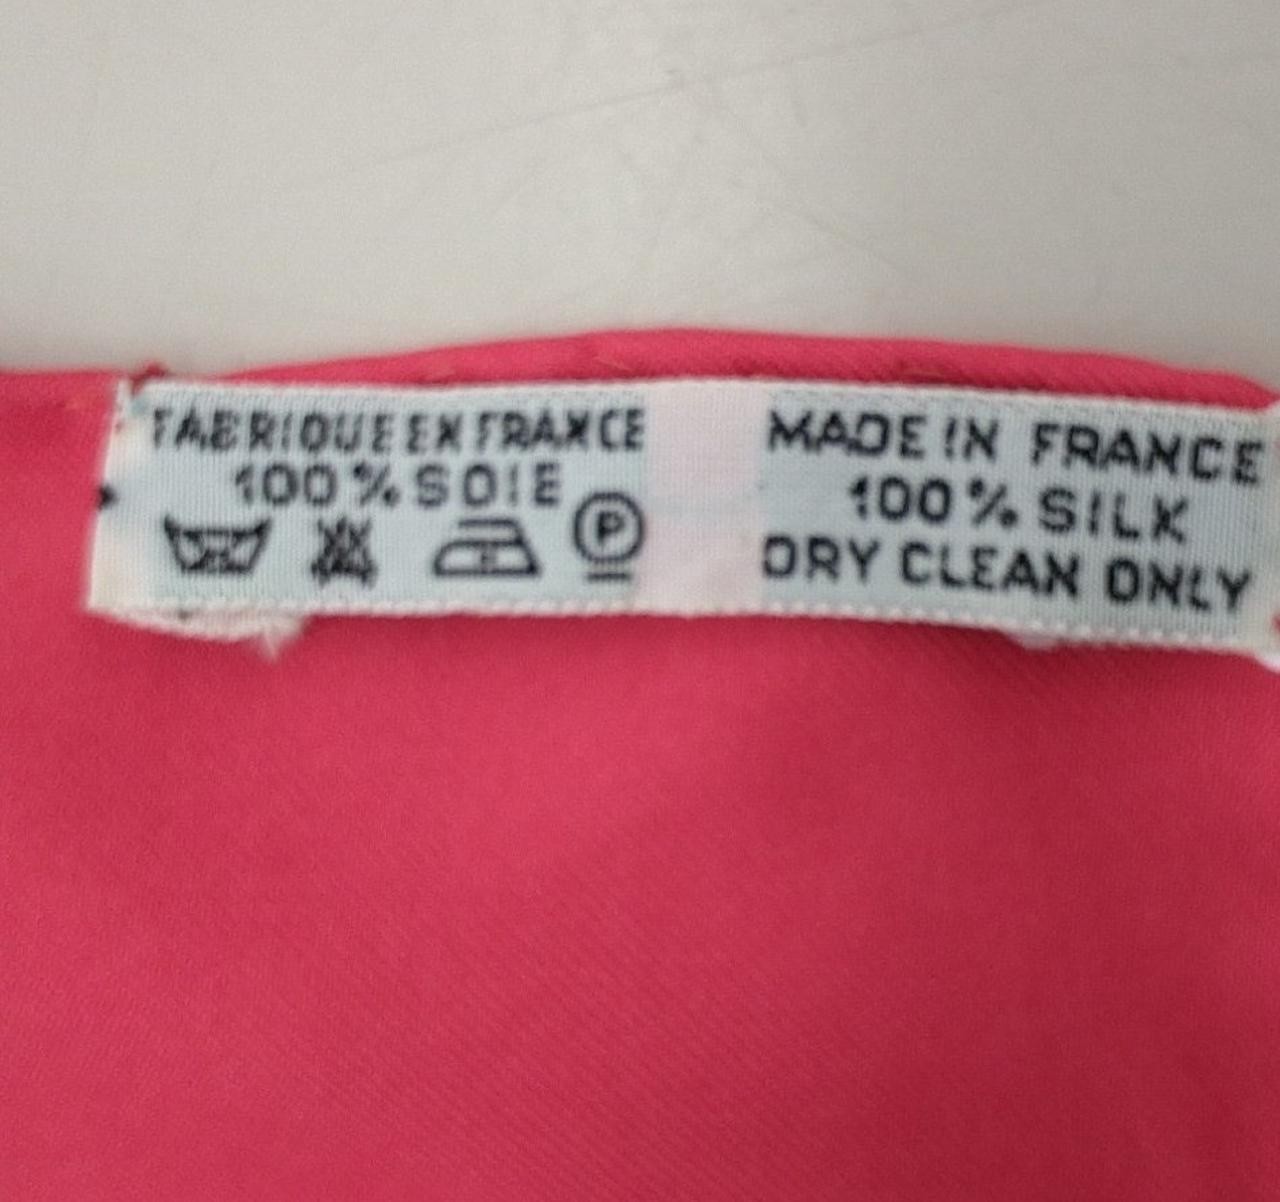 FABRIQUE EN FRANCE
100% SOIE
P
MADE IN FRANCE
100% SILK
DRY CLEAN ONLY